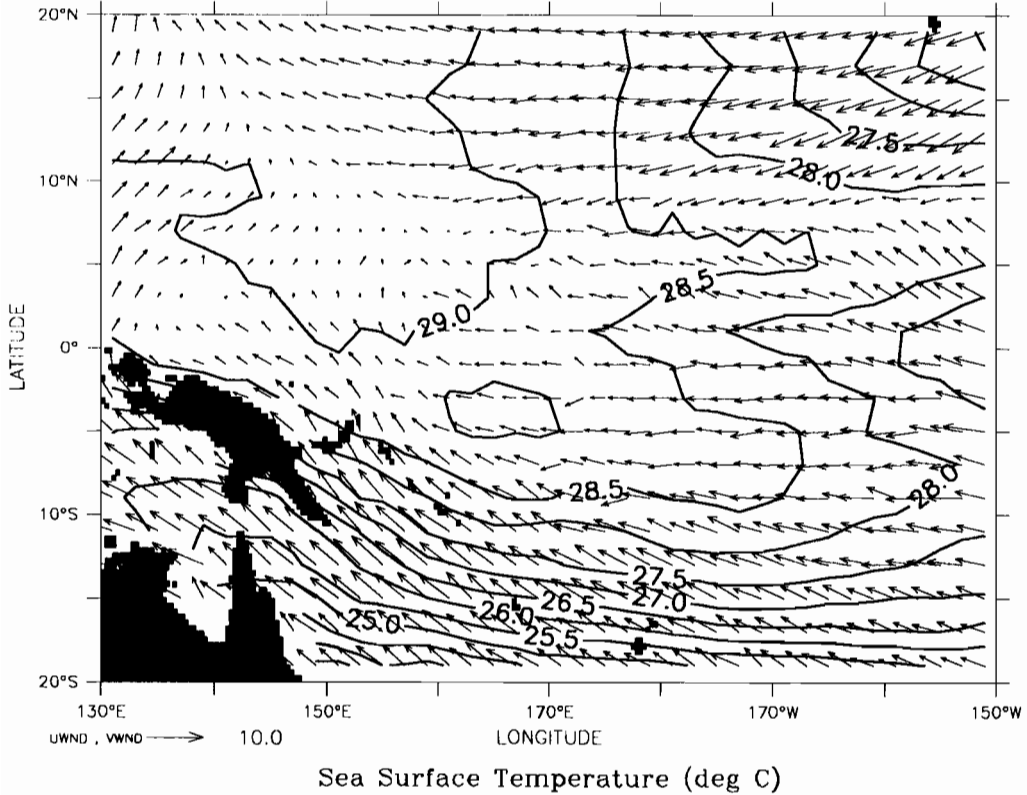 20°N
27.5
28.0
10°N
28.5
29.0
LATITUDE
0°
28.5
28.0
10°S
27.5
26.5 27.0
25.0 26.0
25.5
20°S
130°E 150°E 170°E 170°W 150°W
UWND , VWND 10.0 LONGITUDE
Sea Surface Temperature (deg C)